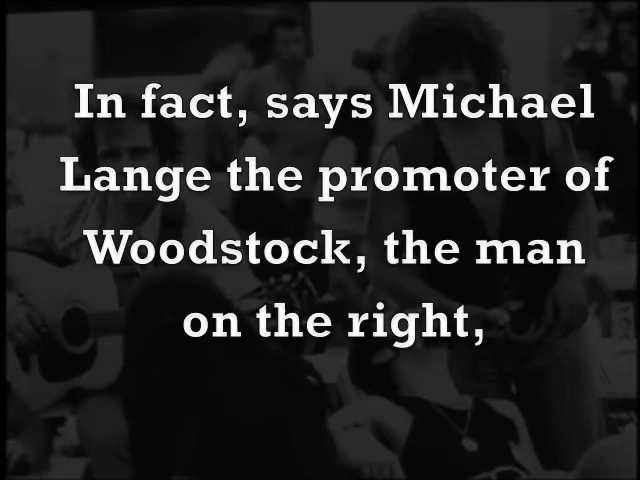 In fact, says Michael
Lange the promoter of
Woodstock, the man
on the right,